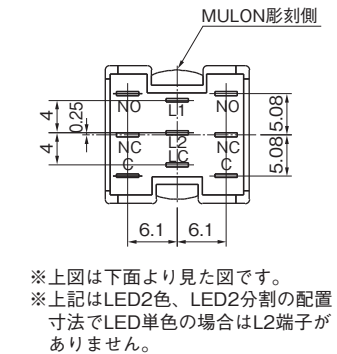 MULON彫刻側
NO L1 NO
4 0.25 5.08
L2
NC NC
4 LC 5.08
C C
6.1 6.1
※上図は下面より見た図です。
※上記はLED2色、LED2分割の配置
寸法でLED単色の場合はL2端子が
ありません。